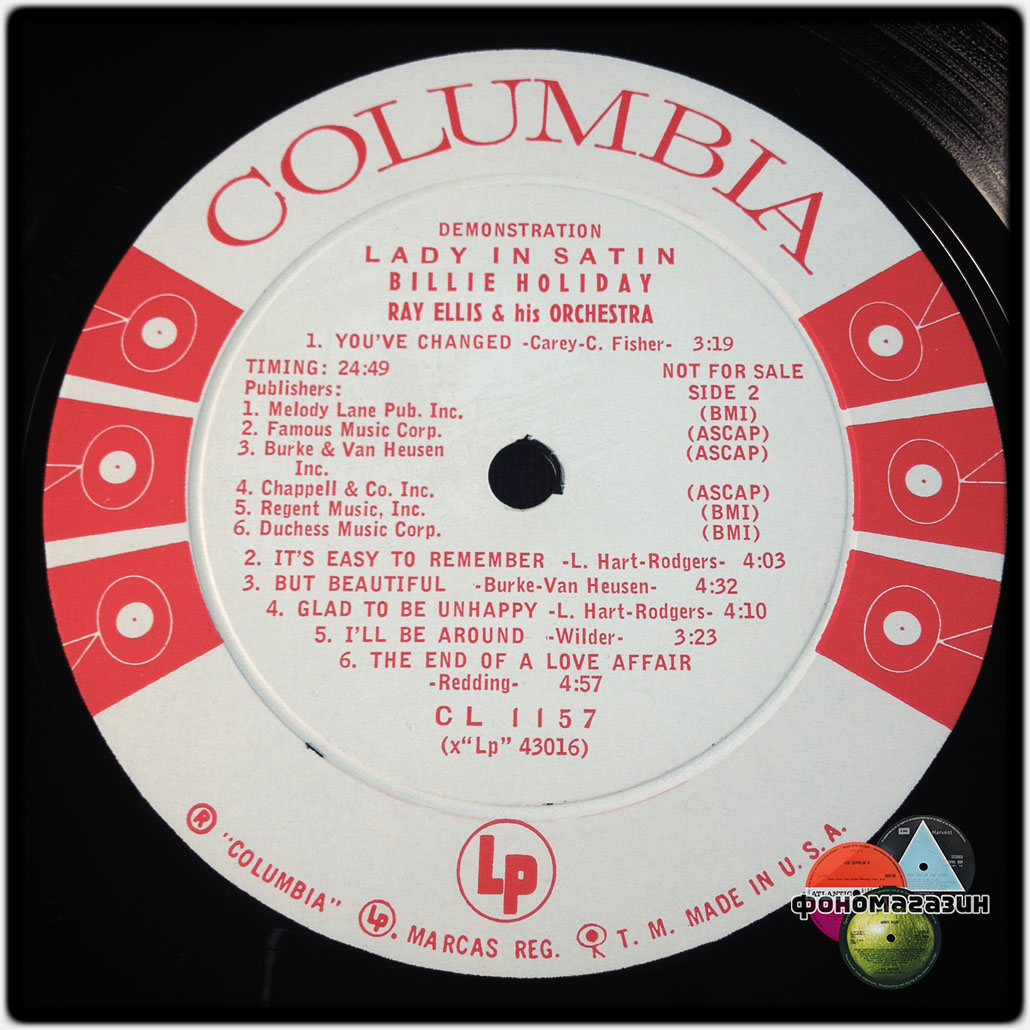 COLUMBIA
DEMONSTRATION
LADY IN SATIN
BILLIE HOLIDAY
RAY ELLIS & his ORCHESTRA
1. YOU'VE CHANGED -Carey-C. Fisher- 3:19
TIMING: 24:49 NOT FOR SALE
Publishers: SIDE 2
1. Melody Lane Pub. Inc. (BMI)
2. Famous Music Corp. (ASCAP)
3. Burke & Van Heusen (ASCAP)
Inc.
4. Chappell & Co. Inc. (ASCAP)
5. Regent Music, Inc. (BMI)
6. Duchess Music Corp. (BMI)
2. IT'S EASY TO REMEMBER -L. Hart-Rodgers- 4:03
3. BUT BEAUTIFUL -Burke-Van Heusen- 4:32
4. GLAD TO BE UNHAPPY -L. Hart-Rodgers- 4:10
5. I'LL BE AROUND -Wilder- 3:23
6. THE END OF A LOVE AFFAIR
-Redding- 4:57
CL 1157
(x"Lp" 43016)
Lp
® "COLUMBIA" Lp. MARCAS REG. T. M. MADE IN U. S. A.
EMI Harvest
ATLANTIC
фономагазин